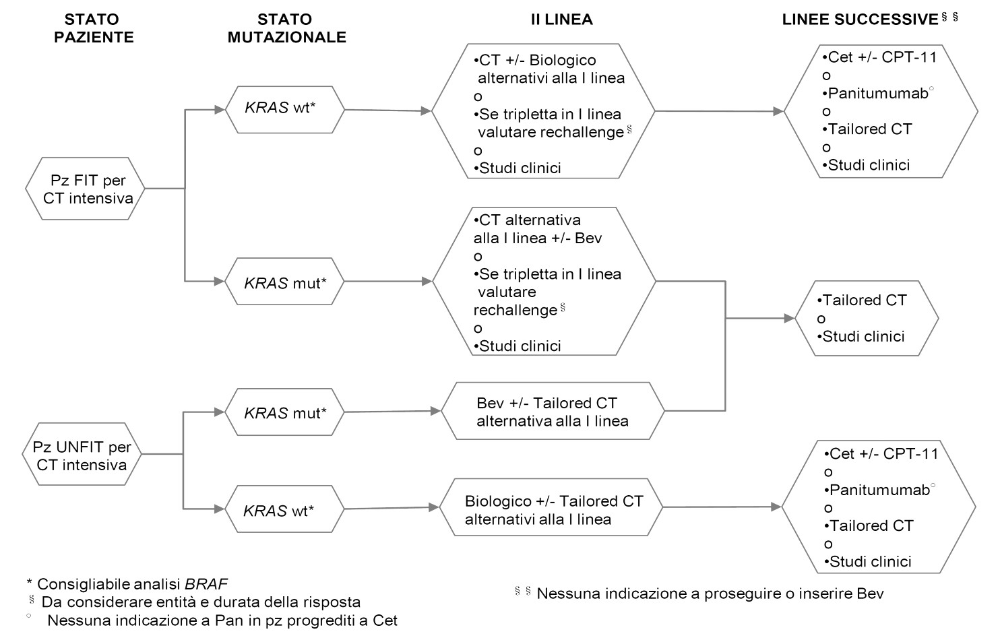 STATO
PAZIENTE
STATO
MUTAZIONALE
II LINEA
LINEE SUCCESSIVE§ §
Pz FIT per
CT intensiva
KRAS wt*
•CT +/- Biologico
alternativi alla I linea
o
•Se tripletta in I linea
valutare rechallenge§
o
•Studi clinici
•Cet +/- CPT-11
o
•Panitumumab○
o
•Tailored CT
o
•Studi clinici
KRAS mut*
•CT alternativa
alla I linea +/- Bev
o
•Se tripletta in I linea
valutare
rechallenge§
o
•Studi clinici
•Tailored CT
o
•Studi clinici
Pz UNFIT per
CT intensiva
KRAS mut*
Bev +/- Tailored CT
alternativa alla I linea
KRAS wt*
Biologico +/- Tailored CT
alternativi alla I linea
•Cet +/- CPT-11
o
•Panitumumab○
o
•Tailored CT
o
•Studi clinici
* Consigliabile analisi BRAF
§ Da considerare entità e durata della risposta
○ Nessuna indicazione a Pan in pz progrediti a Cet
§ § Nessuna indicazione a proseguire o inserire Bev